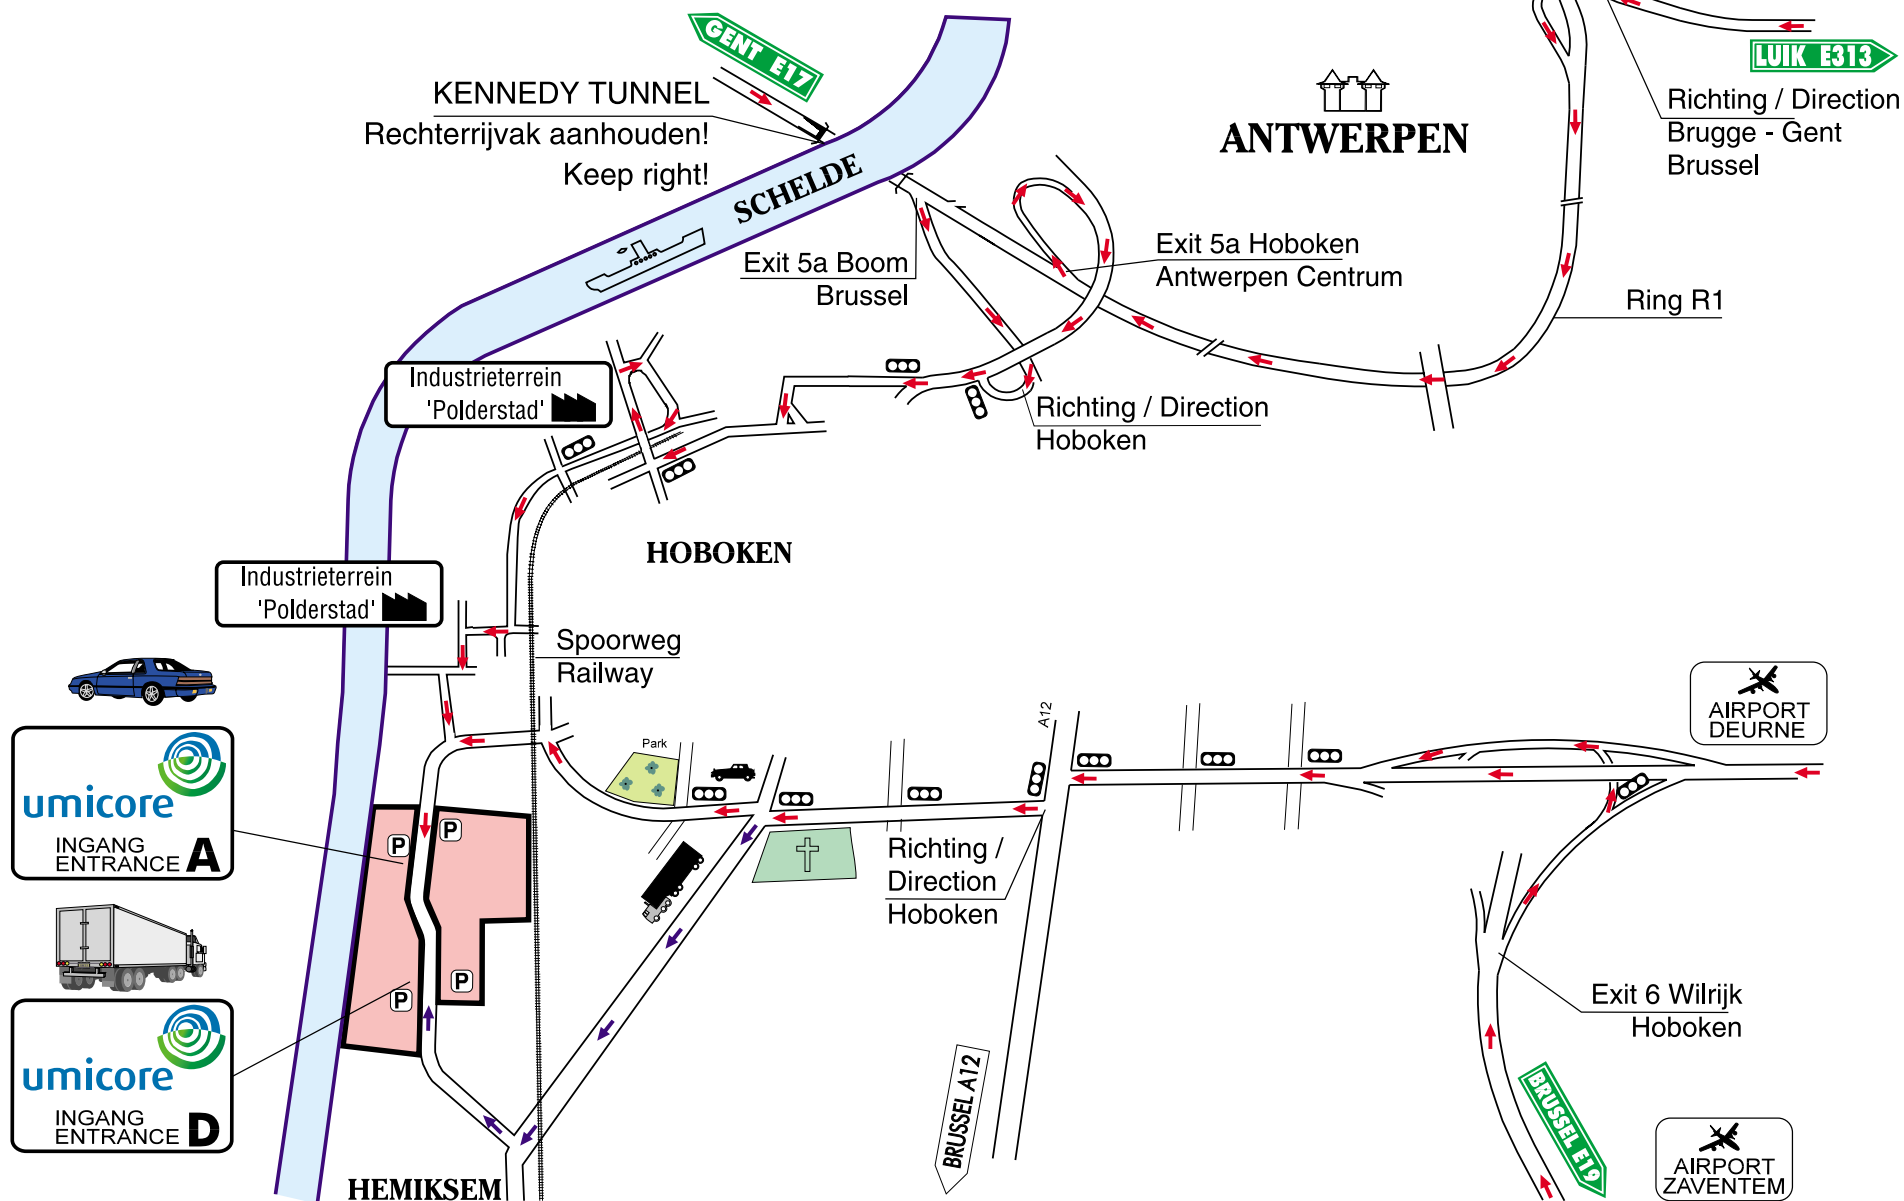 GENT E17
KENNEDY TUNNEL
Rechterrijvak aanhouden!
Keep right!
SCHELDE
ANTWERPEN
LUIK E313
Richting / Direction
Brugge - Gent
Brussel
Exit 5a Boom
Brussel
Exit 5a Hoboken
Antwerpen Centrum
Ring R1
Industrieterrein
'Polderstad'
Richting / Direction
Hoboken
HOBOKEN
Industrieterrein
'Polderstad'
Spoorweg
Railway
A12
AIRPORT
DEURNE
Park
umicore
INGANG
ENTRANCE A
P
P
P
P
Richting /
Direction
Hoboken
umicore
INGANG
ENTRANCE D
Exit 6 Wilrijk
Hoboken
BRUSSEL A12
BRUSSEL E19
AIRPORT
ZAVENTEM
HEMIKSEM